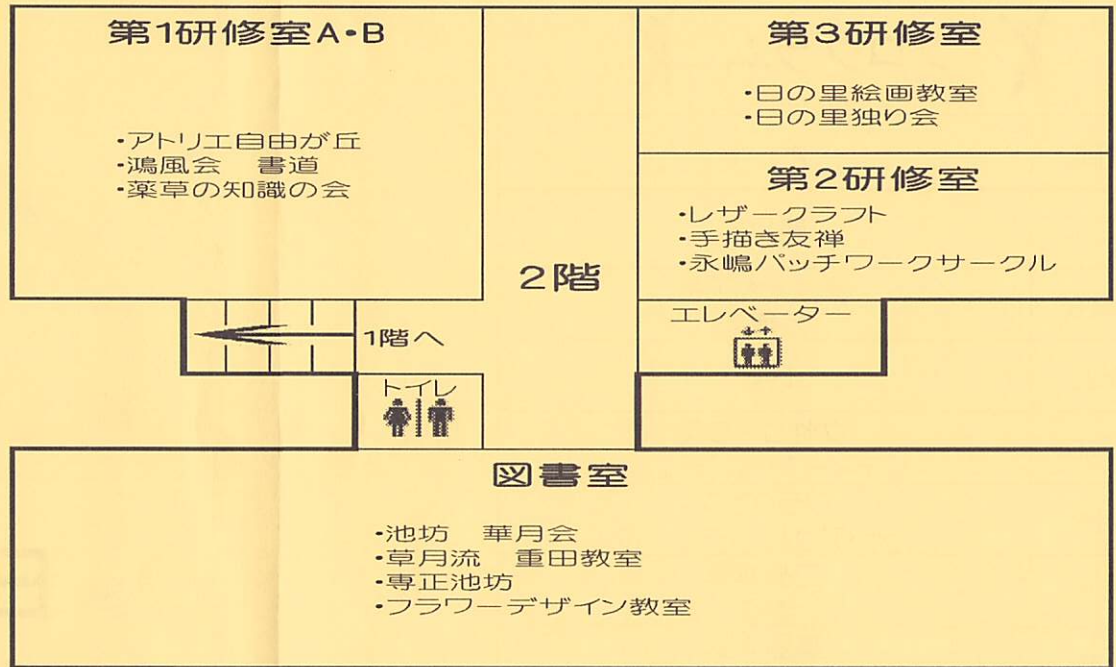 第1研修室A・B
・アトリエ自由が丘
・鴻風会　書道
・薬草の知識の会
第3研修室
・日の里絵画教室
・日の里独り会
第2研修室
・レザークラフト
・手描き友禅
・永嶋パッチワークサークル
2階
1階へ
エレベーター
トイレ
図書室
・池坊　華月会
・草月流　重田教室
・専正池坊
・フラワーデザイン教室